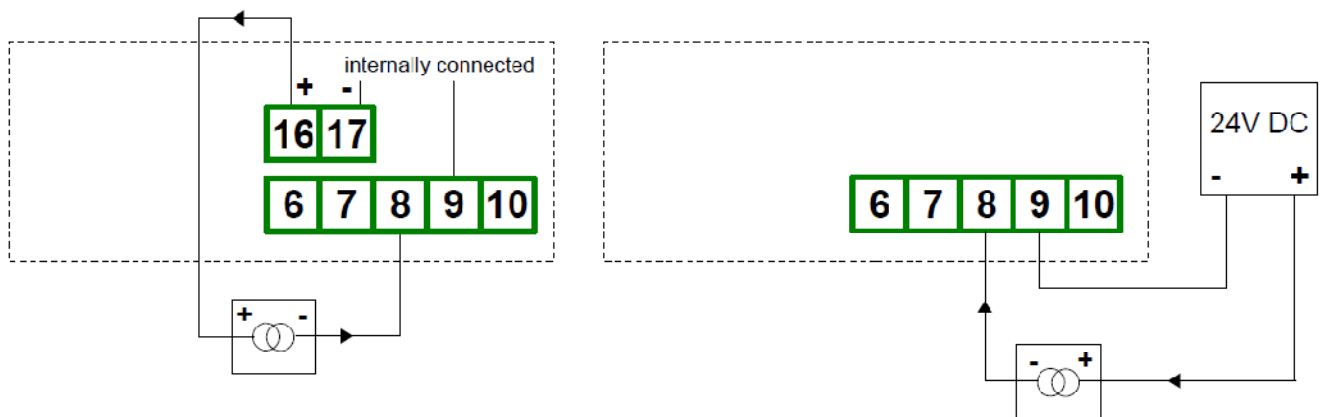 internally connected
+ -
16 17
6 7 8 9 10
+ -
24V DC
- +
6 7 8 9 10
- +